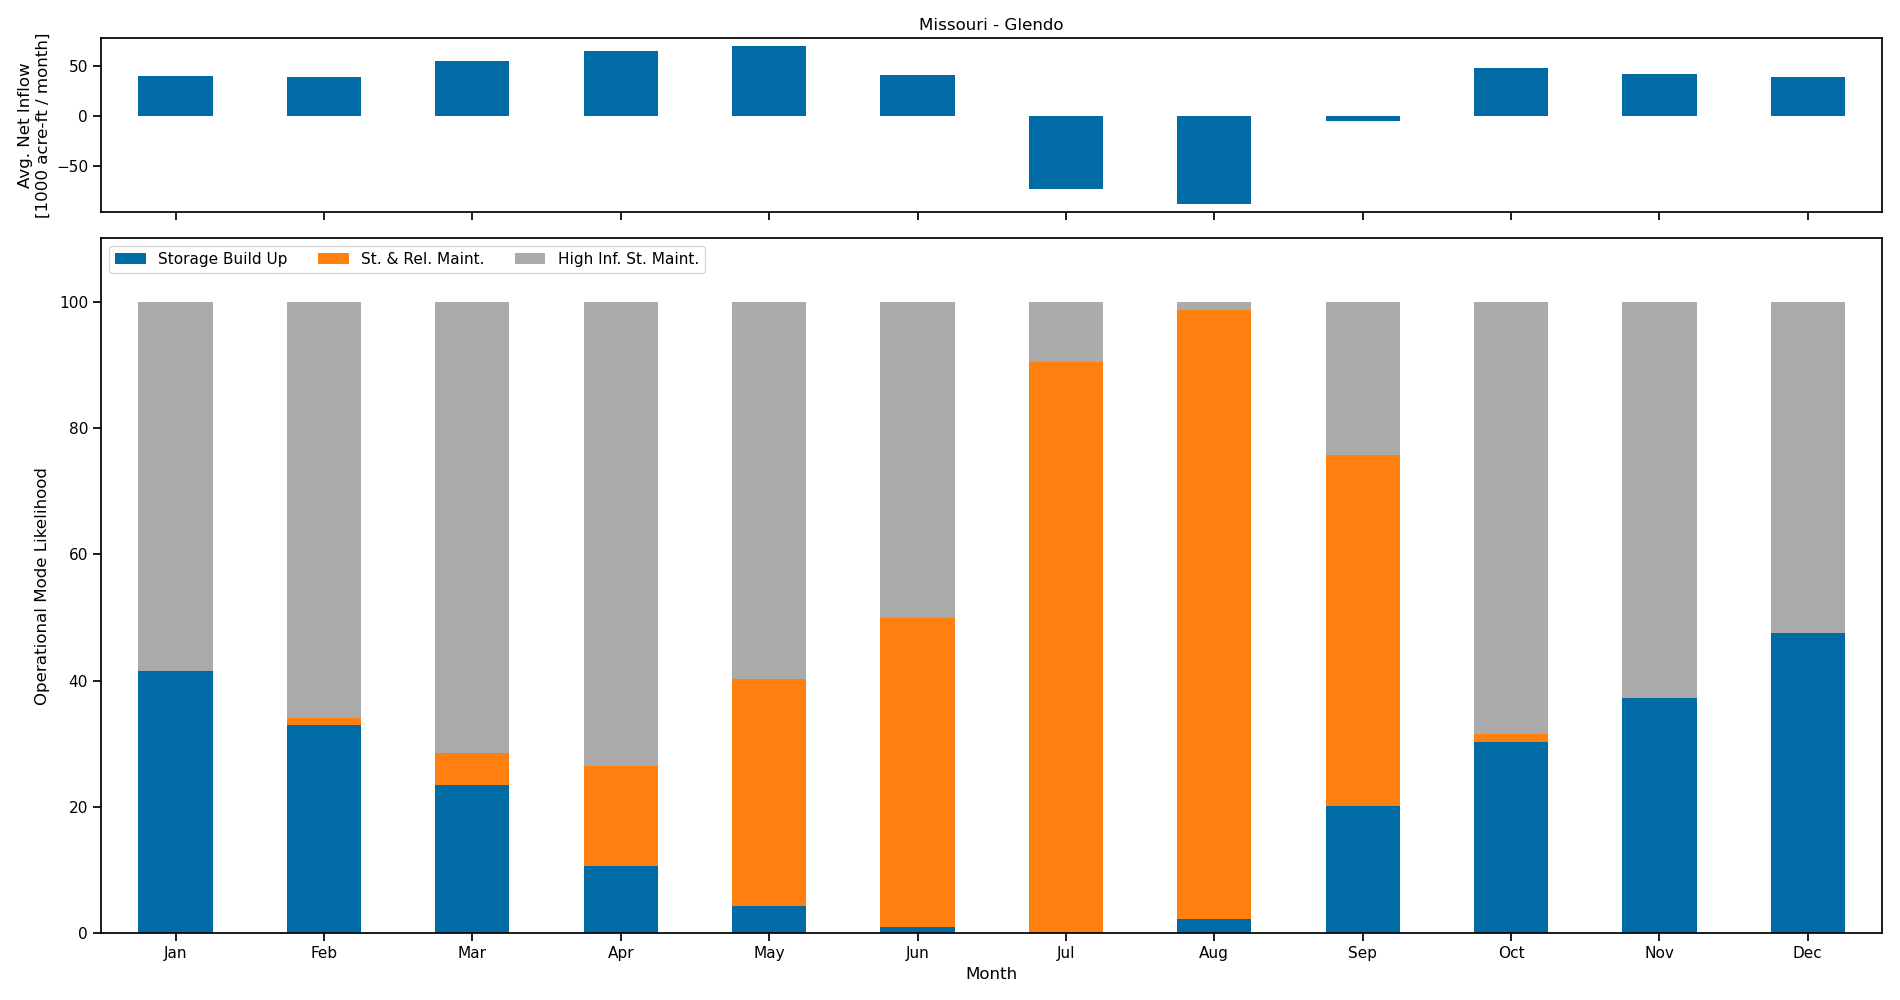 Missouri - Glendo
Avg. Net Inflow
[1000 acre-ft / month]
50
0
−50
Storage Build Up
St. & Rel. Maint.
High Inf. St. Maint.
Operational Mode Likelihood
100
80
60
40
20
0
Jan Feb Mar Apr May Jun Jul Aug Sep Oct Nov Dec
Month